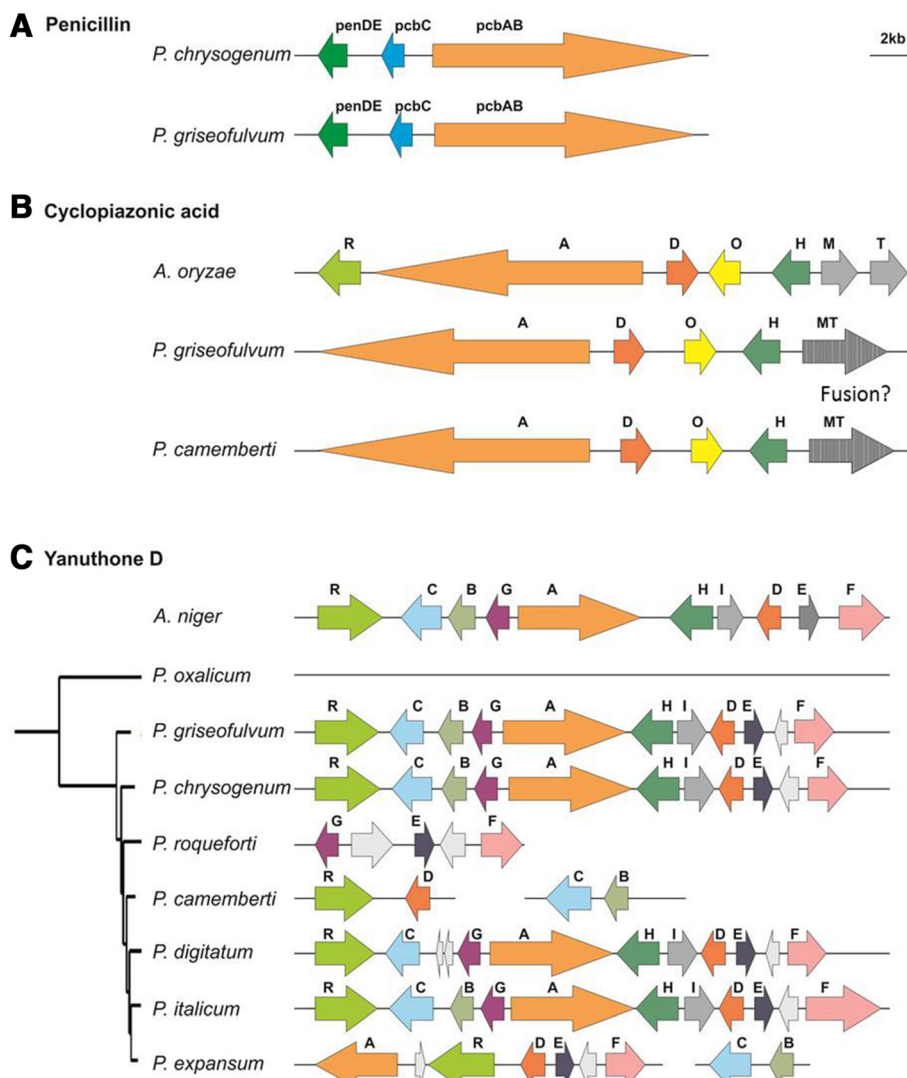 A Penicillin
penDE pcbC pcbAB
P. chrysogenum
2kb
penDE pcbC pcbAB
P. griseofulvum
B Cyclopiazonic acid
R A D O H M T
A. oryzae
A D O H MT
P. griseofulvum
Fusion?
A D O H MT
P. camemberti
C Yanuthone D
R C B G A H I D E F
A. niger
P. oxalicum
R C B G A H I D E F
P. griseofulvum
R C B G A H I D E F
P. chrysogenum
G E F
P. roqueforti
R D C B
P. camemberti
R C G A H I D E F
P. digitatum
R C B G A H I D E F
P. italicum
A R D E F C B
P. expansum